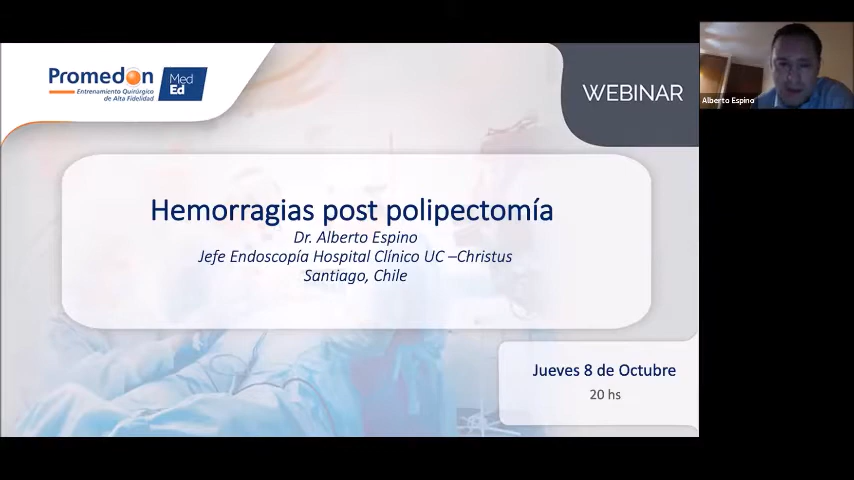 Promedon
Entrenamiento Quirúrgico
de Alta Fidelidad
Med
Ed
WEBINAR
Alberto Espino
Hemorragias post polipectomía
Dr. Alberto Espino
Jefe Endoscopía Hospital Clínico UC –Christus
Santiago, Chile
Jueves 8 de Octubre
20 hs